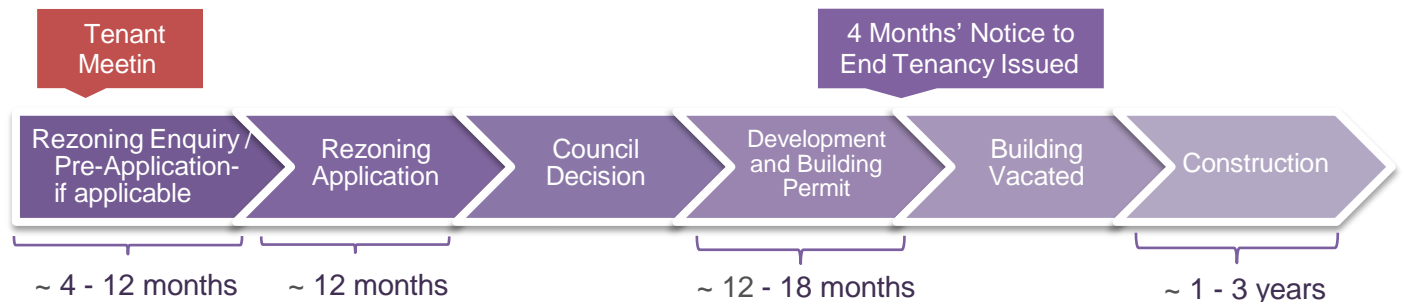 Tenant
Meetin
4 Months’ Notice to
End Tenancy Issued
Rezoning Enquiry /
Pre-Application-
if applicable
Rezoning
Application
Council
Decision
Development
and Building
Permit
Building
Vacated
Construction
~ 4 - 12 months
~ 12 months
~ 12 - 18 months
~ 1 - 3 years